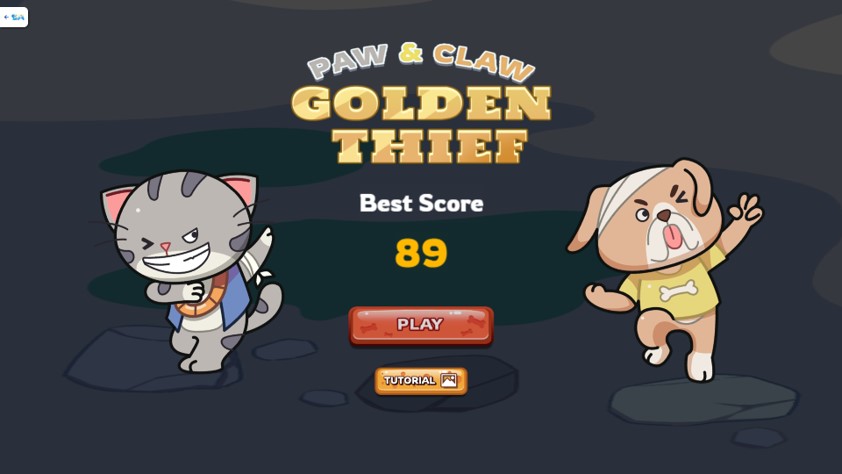 PAW & CLAW
GOLDEN
THIEF
Best Score
89
PLAY
TUTORIAL